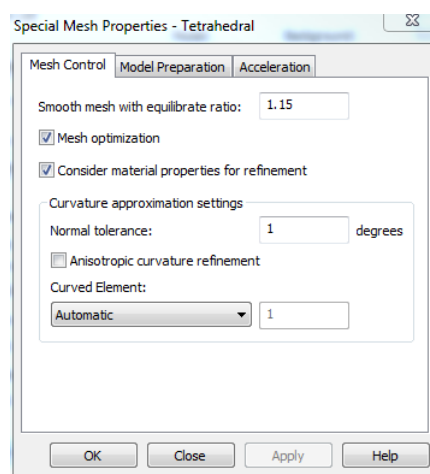 Special Mesh Properties - Tetrahedral
Mesh Control Model Preparation Acceleration
Smooth mesh with equilibrate ratio: 1.15
Mesh optimization
Consider material properties for refinement
Curvature approximation settings
Normal tolerance: 1 degrees
Anisotropic curvature refinement
Curved Element:
Automatic 1
OK Close Apply Help